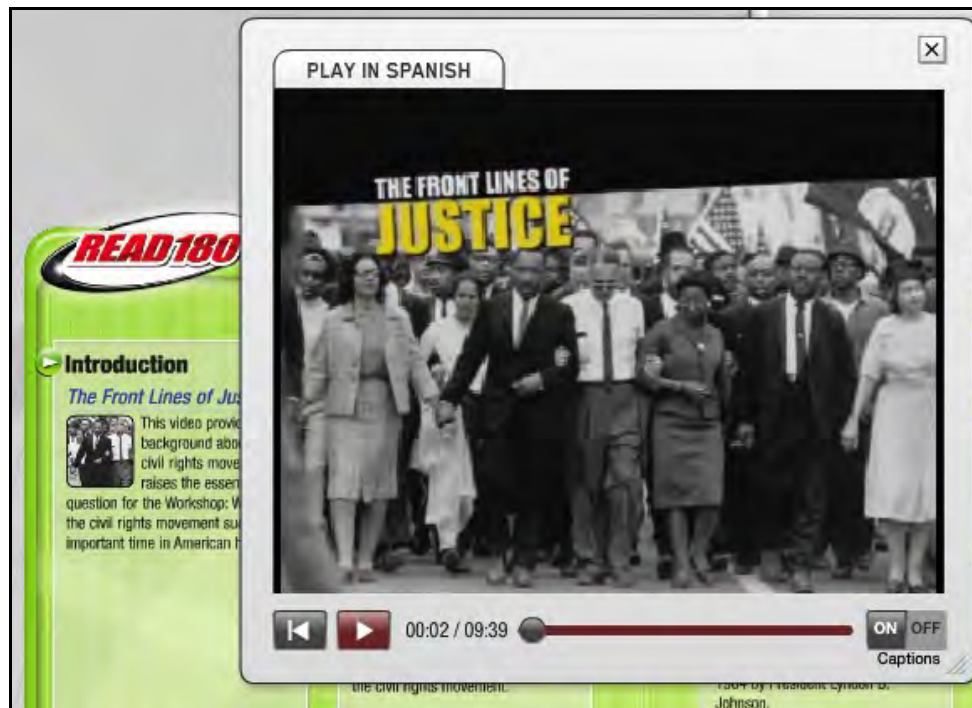 PLAY IN SPANISH
THE FRONT LINES OF
JUSTICE
READ 180
Introduction
The Front Lines of Jus
This video provid
background abou
civil rights move
raises the essen
question for the Workshop: W
the civil rights movement su
important time in American h
00:02 / 09:39
ON OFF
Captions
the civil rights movement.
1964 by President Lyndon B.
Johnson.